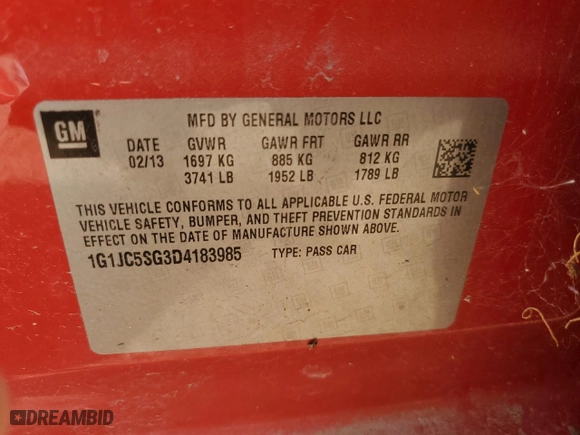 GM
MFD BY GENERAL MOTORS LLC
DATE GVWR GAWR FRT GAWR RR
02/13 1697 KG 885 KG 812 KG
3741 LB 1952 LB 1789 LB
THIS VEHICLE CONFORMS TO ALL APPLICABLE U.S. FEDERAL MOTOR
VEHICLE SAFETY, BUMPER, AND THEFT PREVENTION STANDARDS IN
EFFECT ON THE DATE OF MANUFACTURE SHOWN ABOVE.
1G1JC5SG3D4183985 TYPE: PASS CAR
DREAMBID